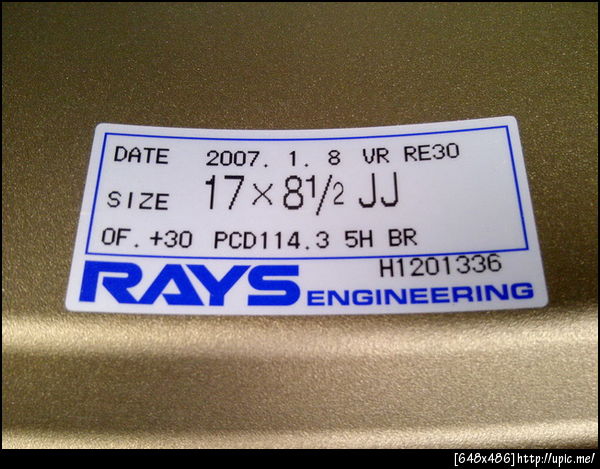 DATE 2007. 1. 8 VR RE30
SIZE 17×8½ JJ
OF. +30 PCD114.3 5H BR
H1201336
RAYS ENGINEERING
[648x486]http://upic.me/